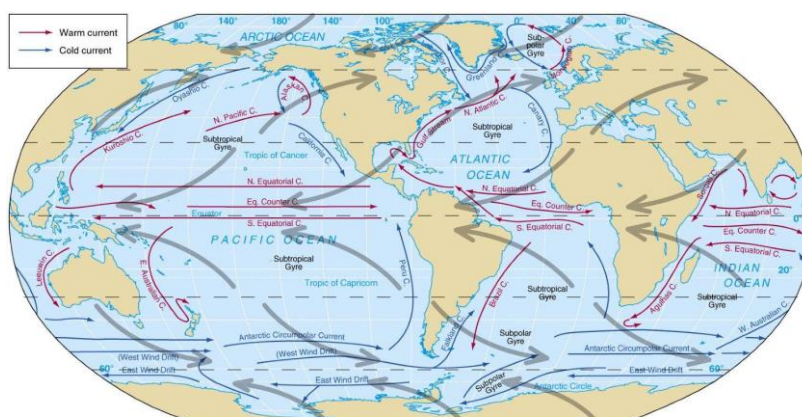 Warm current
Cold current
80°
140°
180°
140°
100°
0°
40°
80°
ARCTIC OCEAN
Sub-
polar
Gyre
Greenland C.
Norwegian C.
Oyashio C.
Alaskan C.
N. Pacific C.
N. Atlantic C.
Kuroshio C.
Subtropical
Gyre
California C.
Gulf Stream
Subtropical
Gyre
Canary C.
Tropic of Cancer
ATLANTIC
OCEAN
N. Equatorial C.
N. Equatorial C.
Somali C.
Eq. Counter C.
Eq. Counter C.
N. Equatorial C.
Equator
0°
S. Equatorial C.
S. Equatorial C.
Eq. Counter C.
PACIFIC OCEAN
S. Equatorial C.
Leeuwin C.
E. Australian C.
Subtropical
Gyre
Peru C.
Brazil C.
Subtropical
Gyre
Agulhas C.
INDIAN
OCEAN
20°
Tropic of Capricorn
Subtropical
Gyre
W. Australian C.
Antarctic Circumpolar Current
Falkland C.
Subpolar
Gyre
Antarctic Circumpolar Current
(West Wind Drift)
(West Wind Drift)
60°
East Wind Drift
East Wind Drift
Subpolar
Gyre
East Wind Drift
60°
Antarctic Circle